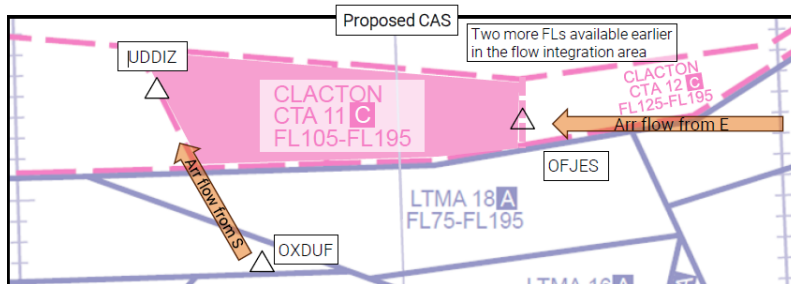 Proposed CAS
Two more FLs available earlier
in the flow integration area
UDDIZ
CLACTON
CTA 11 C
FL105-FL195
CLACTON
CTA 12 C
FL125-FL195
Arr flow from E
OFJES
Arr flow from S
LTMA 18 A
FL75-FL195
OXDUF
LTMA 16 A